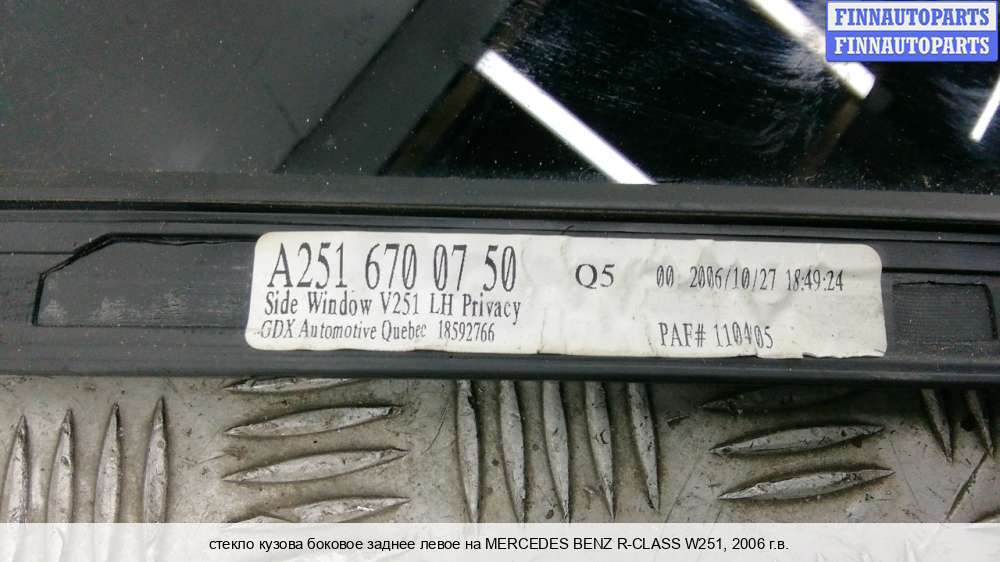 FINNAUTOPARTS
FINNAUTOPARTS
A251 670 07 50
Q5
00 2006/10/27 18:49:24
Side Window V251 LH Privacy
GDX Automotive Quebec 18592766
PAF# 110405
стекло кузова боковое заднее левое на MERCEDES BENZ R-CLASS W251, 2006 г.в.